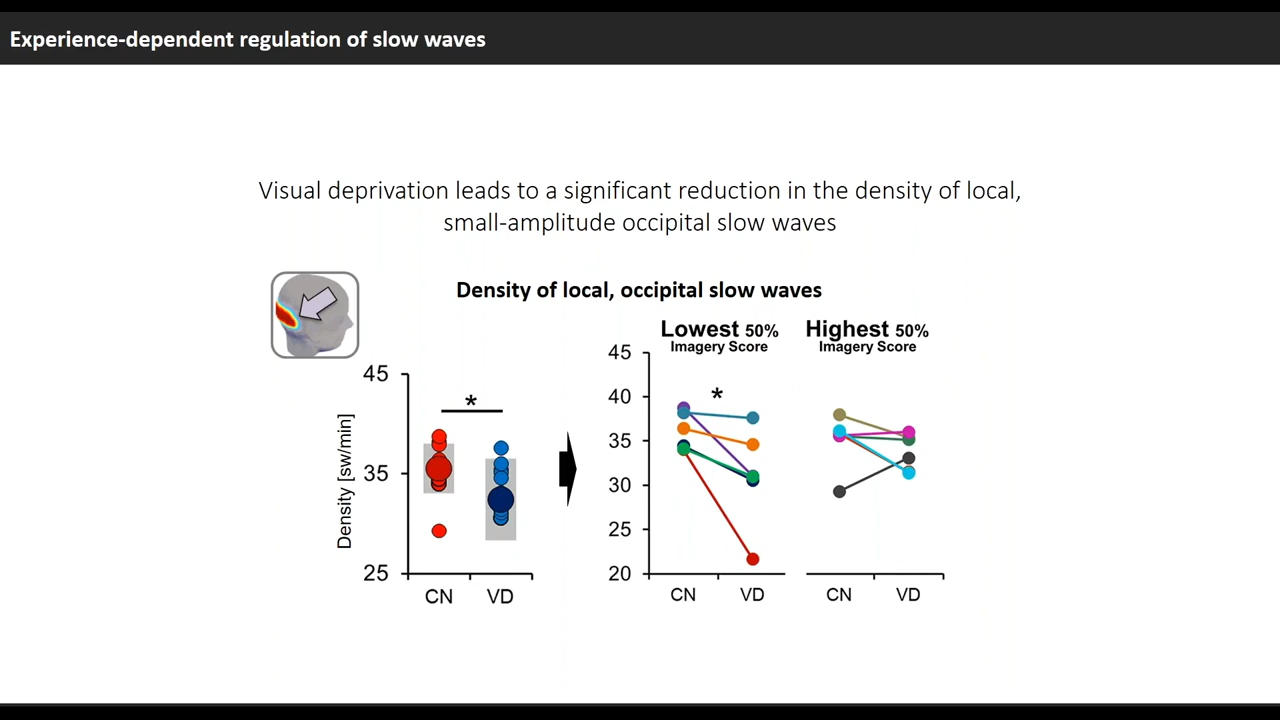 Experience-dependent regulation of slow waves
Visual deprivation leads to a significant reduction in the density of local,
small-amplitude occipital slow waves
Density of local, occipital slow waves
Lowest 50%
Imagery Score
Highest 50%
Imagery Score
45
35
25
Density [sw/min]
*
CN
VD
45
40
35
30
25
20
*
CN
VD
CN
VD